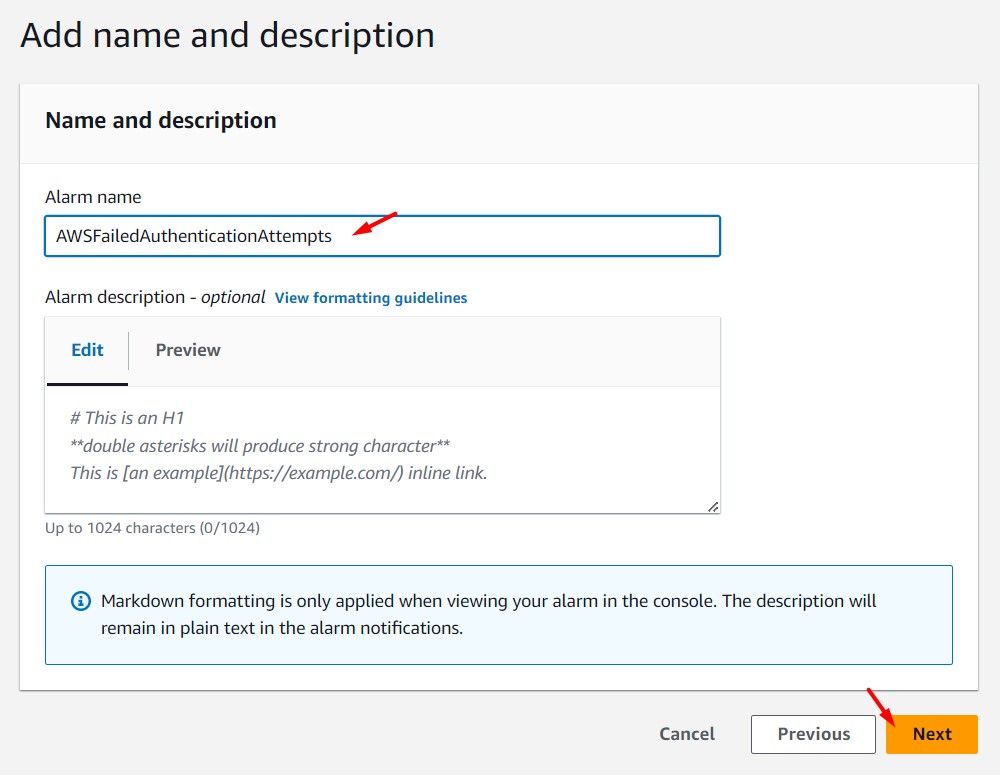 Add name and description
Name and description
Alarm name
AWSFailedAuthenticationAttempts
Alarm description - optional View formatting guidelines
Edit Preview
# This is an H1
**double asterisks will produce strong character**
This is [an example](https://example.com/) inline link.
Up to 1024 characters (0/1024)
Markdown formatting is only applied when viewing your alarm in the console. The description will
remain in plain text in the alarm notifications.
Cancel Previous Next